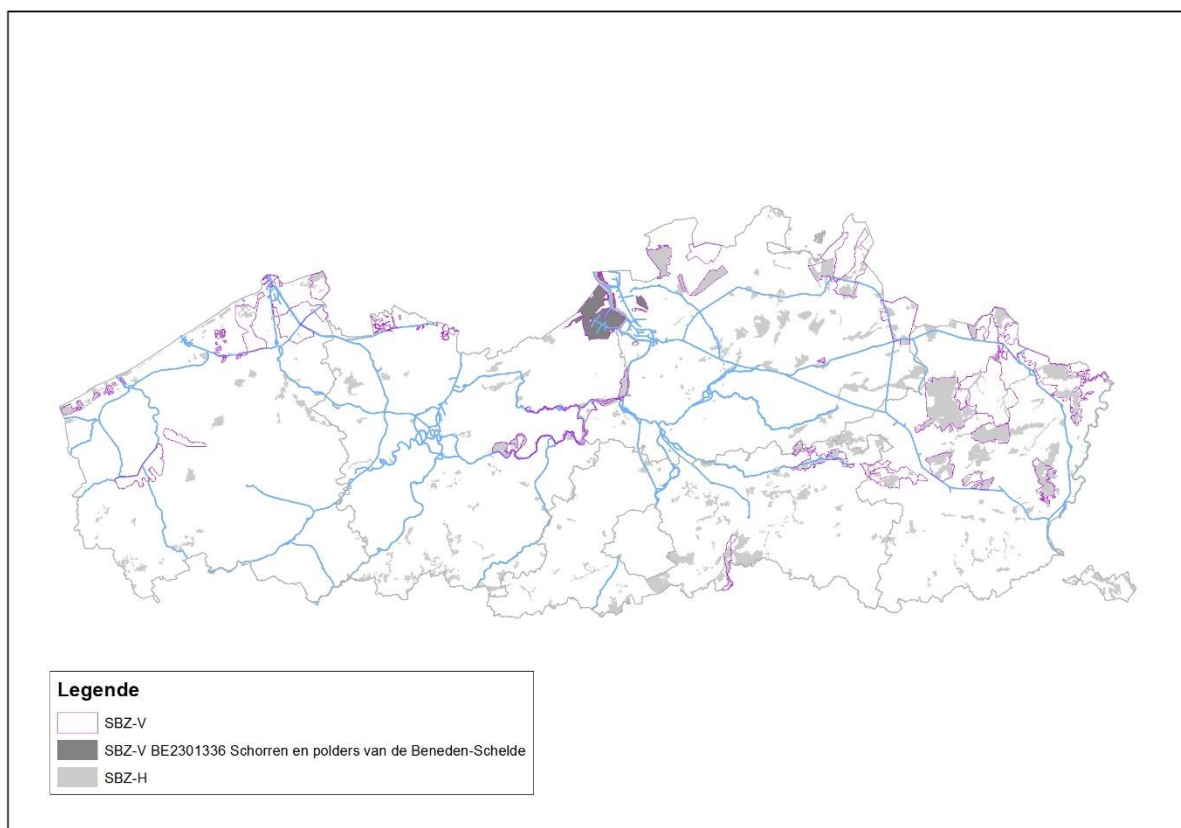 Legende
SBZ-V
SBZ-V BE2301336 Schorren en polders van de Beneden-Schelde
SBZ-H